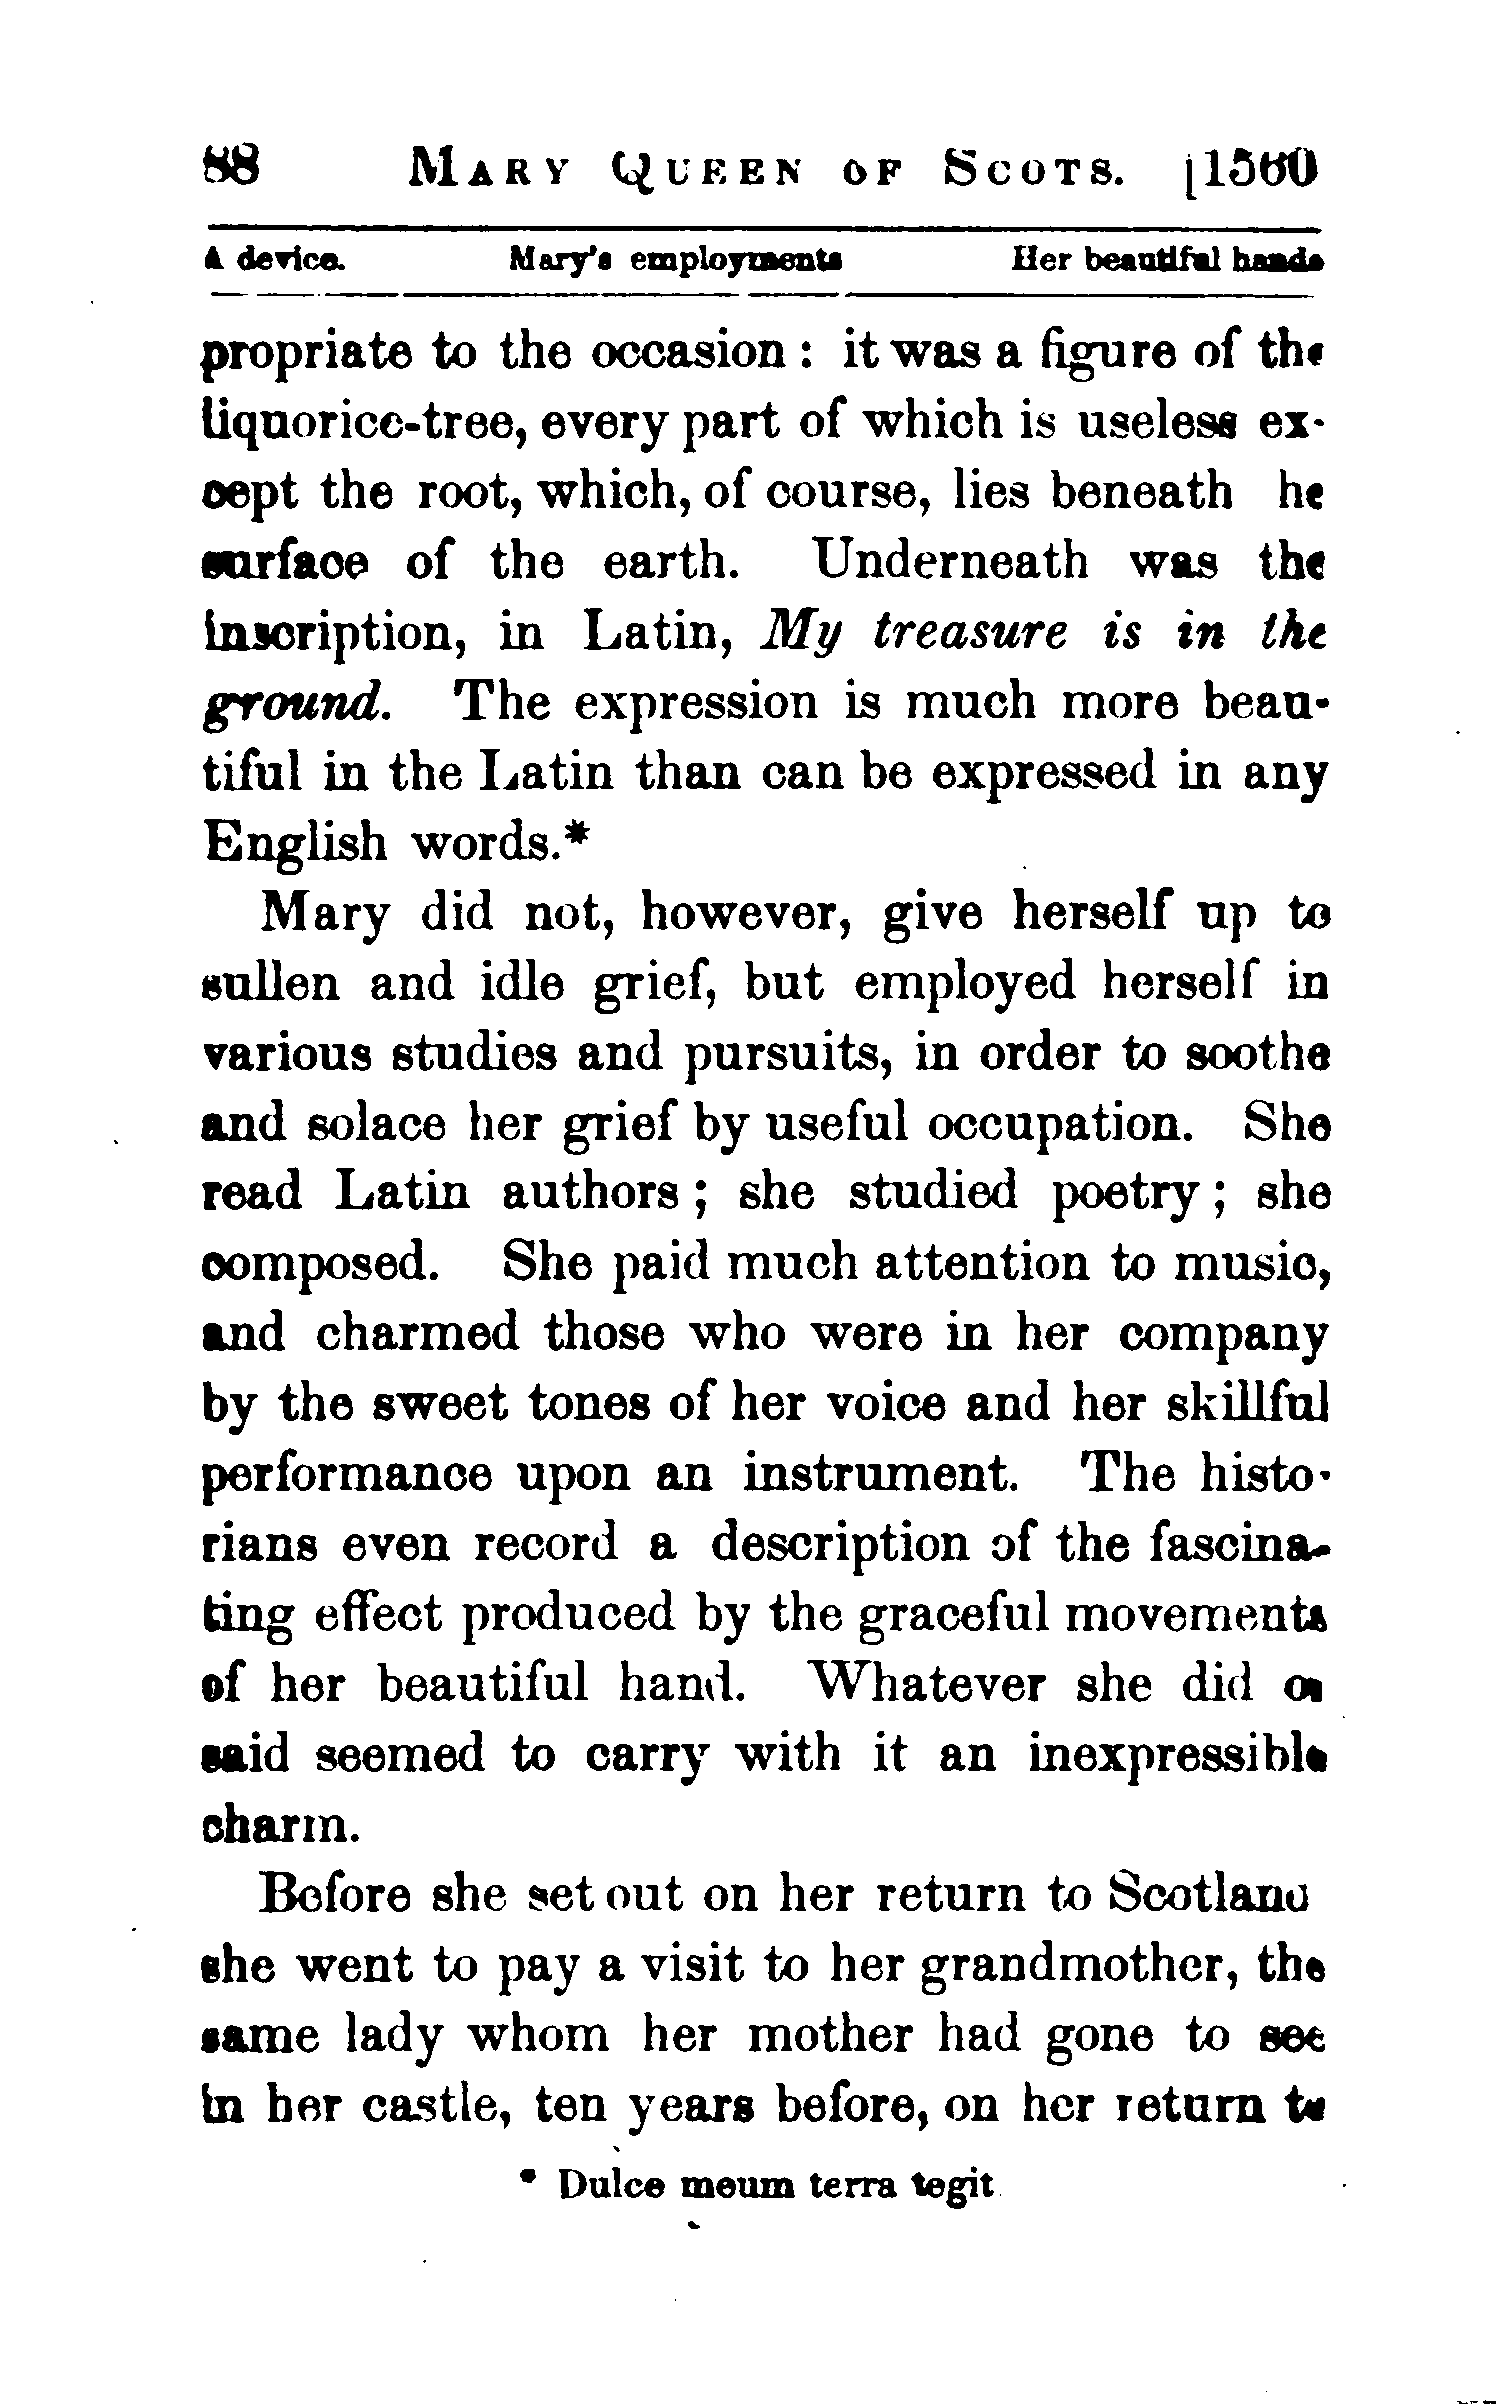 88 MARY QUEEN OF SCOTS. [1560
A device. Mary's employments Her beautiful hands
propriate to the occasion: it was a figure of the
liquorice-tree, every part of which is useless ex-
cept the root, which, of course, lies beneath he
surface of the earth. Underneath was the
inscription, in Latin, My treasure is in the
ground. The expression is much more beau-
tiful in the Latin than can be expressed in any
English words.*
Mary did not, however, give herself up to
sullen and idle grief, but employed herself in
various studies and pursuits, in order to soothe
and solace her grief by useful occupation. She
read Latin authors; she studied poetry; she
composed. She paid much attention to music,
and charmed those who were in her company
by the sweet tones of her voice and her skillful
performance upon an instrument. The histo-
rians even record a description of the fascina-
ting effect produced by the graceful movements
of her beautiful hand. Whatever she did or
said seemed to carry with it an inexpressible
charm.
Before she set out on her return to Scotland
she went to pay a visit to her grandmother, the
same lady whom her mother had gone to see
in her castle, ten years before, on her return to
* Dulce meum terra tegit